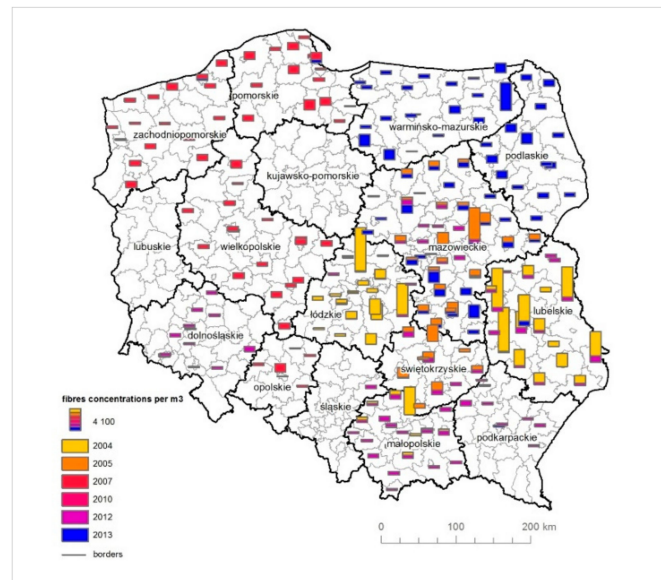 pomorskie
zachodniopomorskie
warmińsko-mazurskie
podlaskie
kujawsko-pomorskie
lubuskie
wielkopolskie
mazowieckie
łódzkie
lubelskie
dolnośląskie
opolskie
śląskie
świętokrzyskie
małopolskie
podkarpackie
fibres concentrations per m3
4 100
2004
2005
2007
2010
2012
2013
borders
0 100 200 km